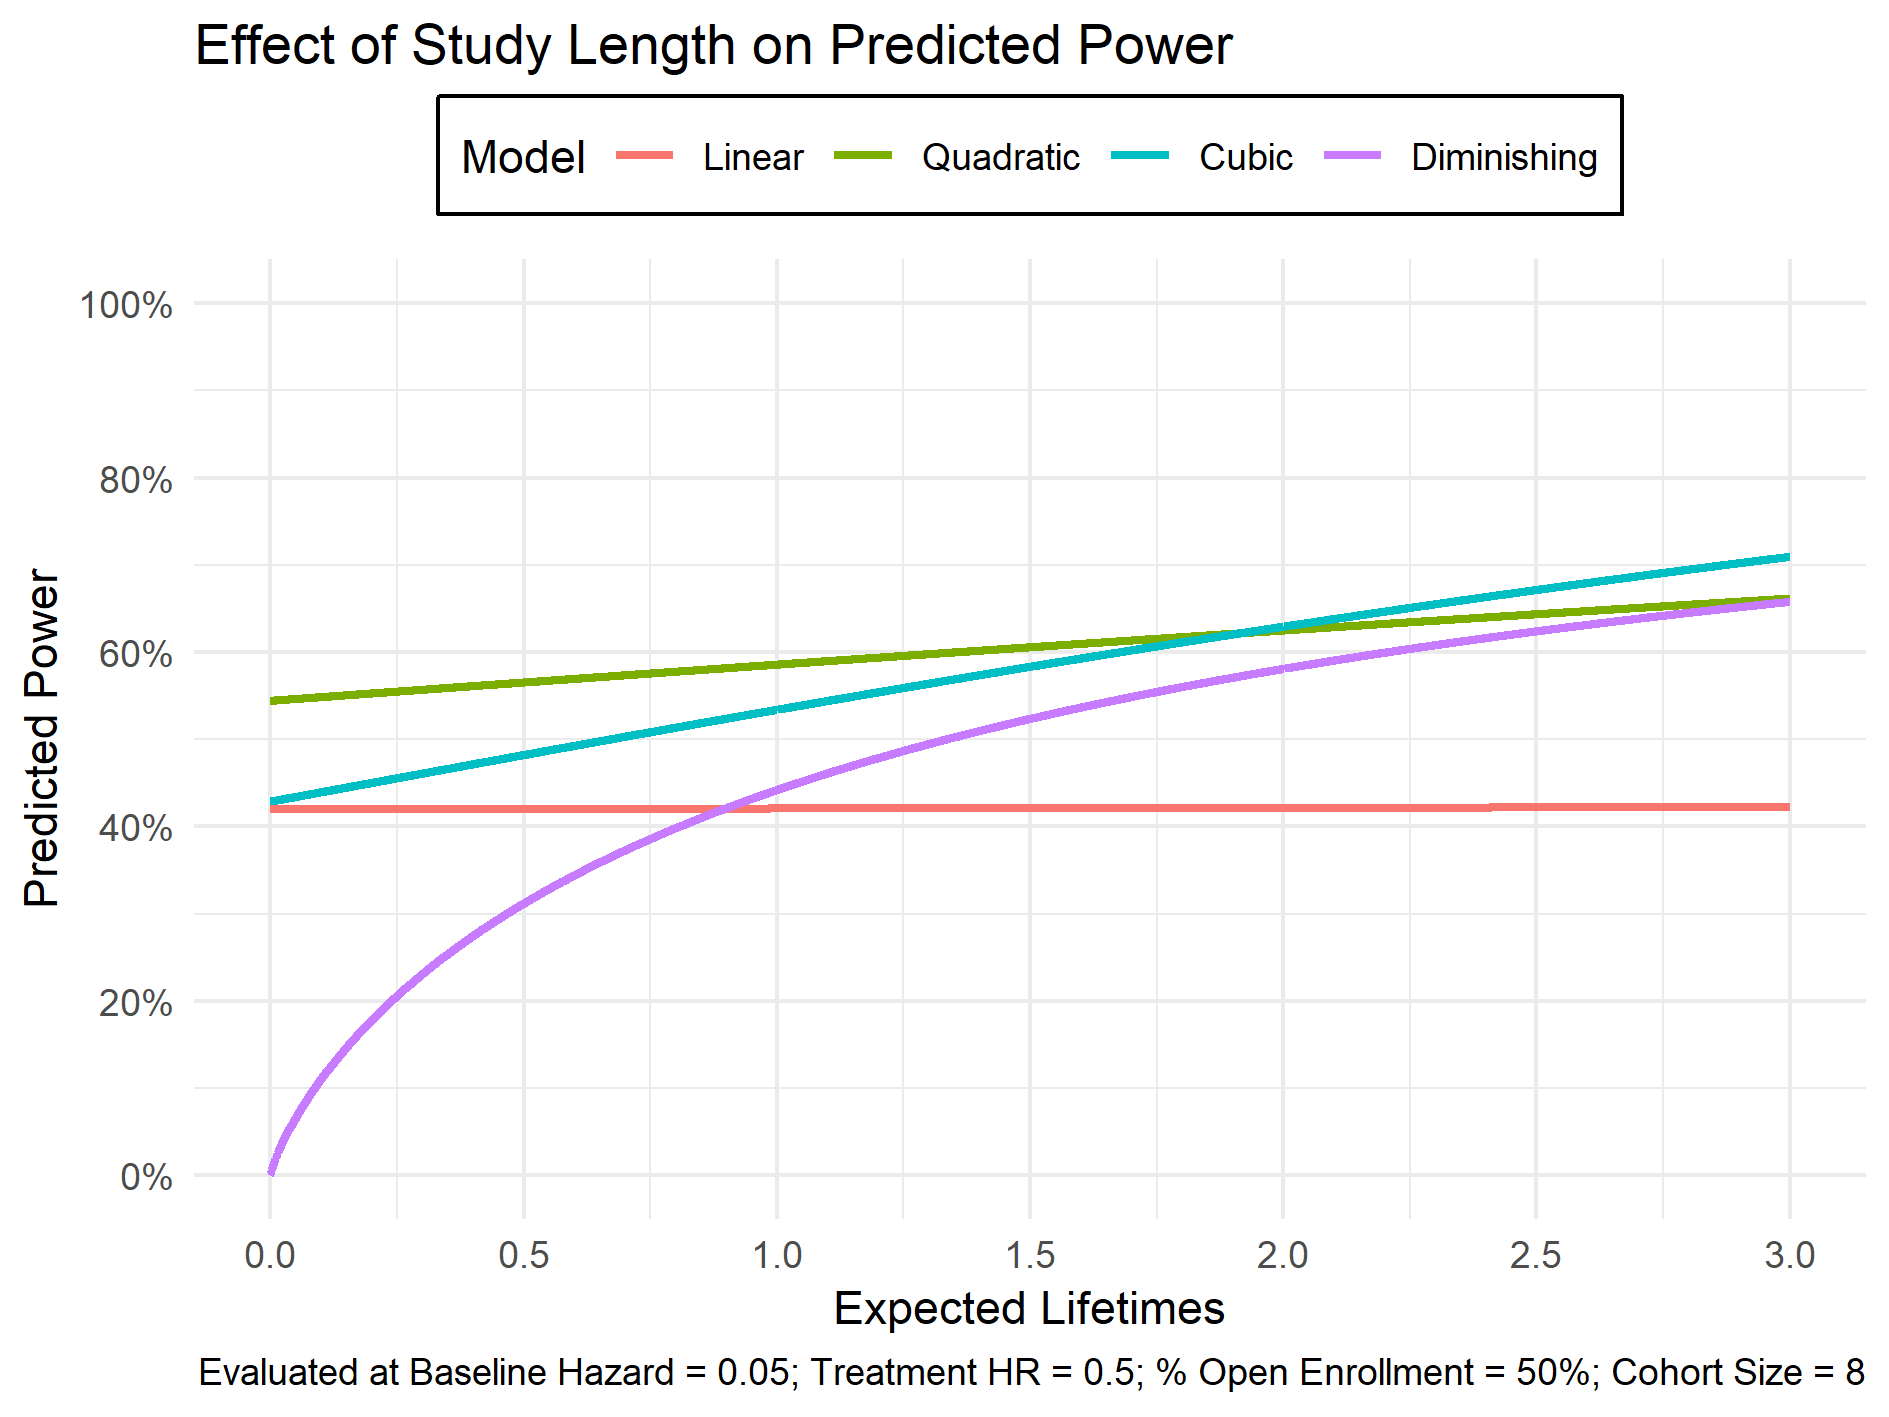 Effect of Study Length on Predicted Power
Model Linear Quadratic Cubic Diminishing
Predicted Power
100%
80%
60%
40%
20%
0%
0.0 0.5 1.0 1.5 2.0 2.5 3.0
Expected Lifetimes
Evaluated at Baseline Hazard = 0.05; Treatment HR = 0.5; % Open Enrollment = 50%; Cohort Size = 8